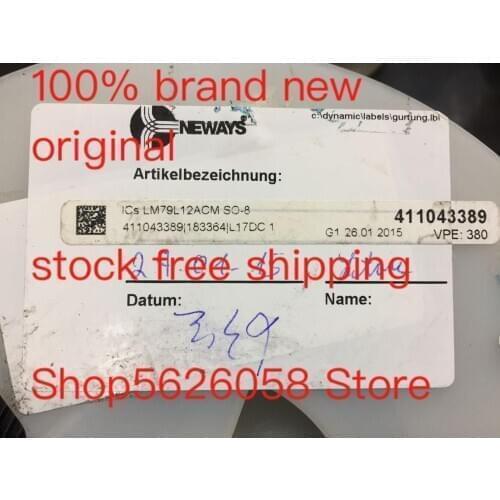 100% brand new
original
NEWAYS
c:\dynamic\labels\gurtung.lbl
Artikelbezeichnung:
ICs LM79L12ACM SO-8
411043389|183364|L17DC 1
G1 26.01 2015
411043389
VPE: 380
stock free shipping
Datum:
Name:
Shop5626058 Store